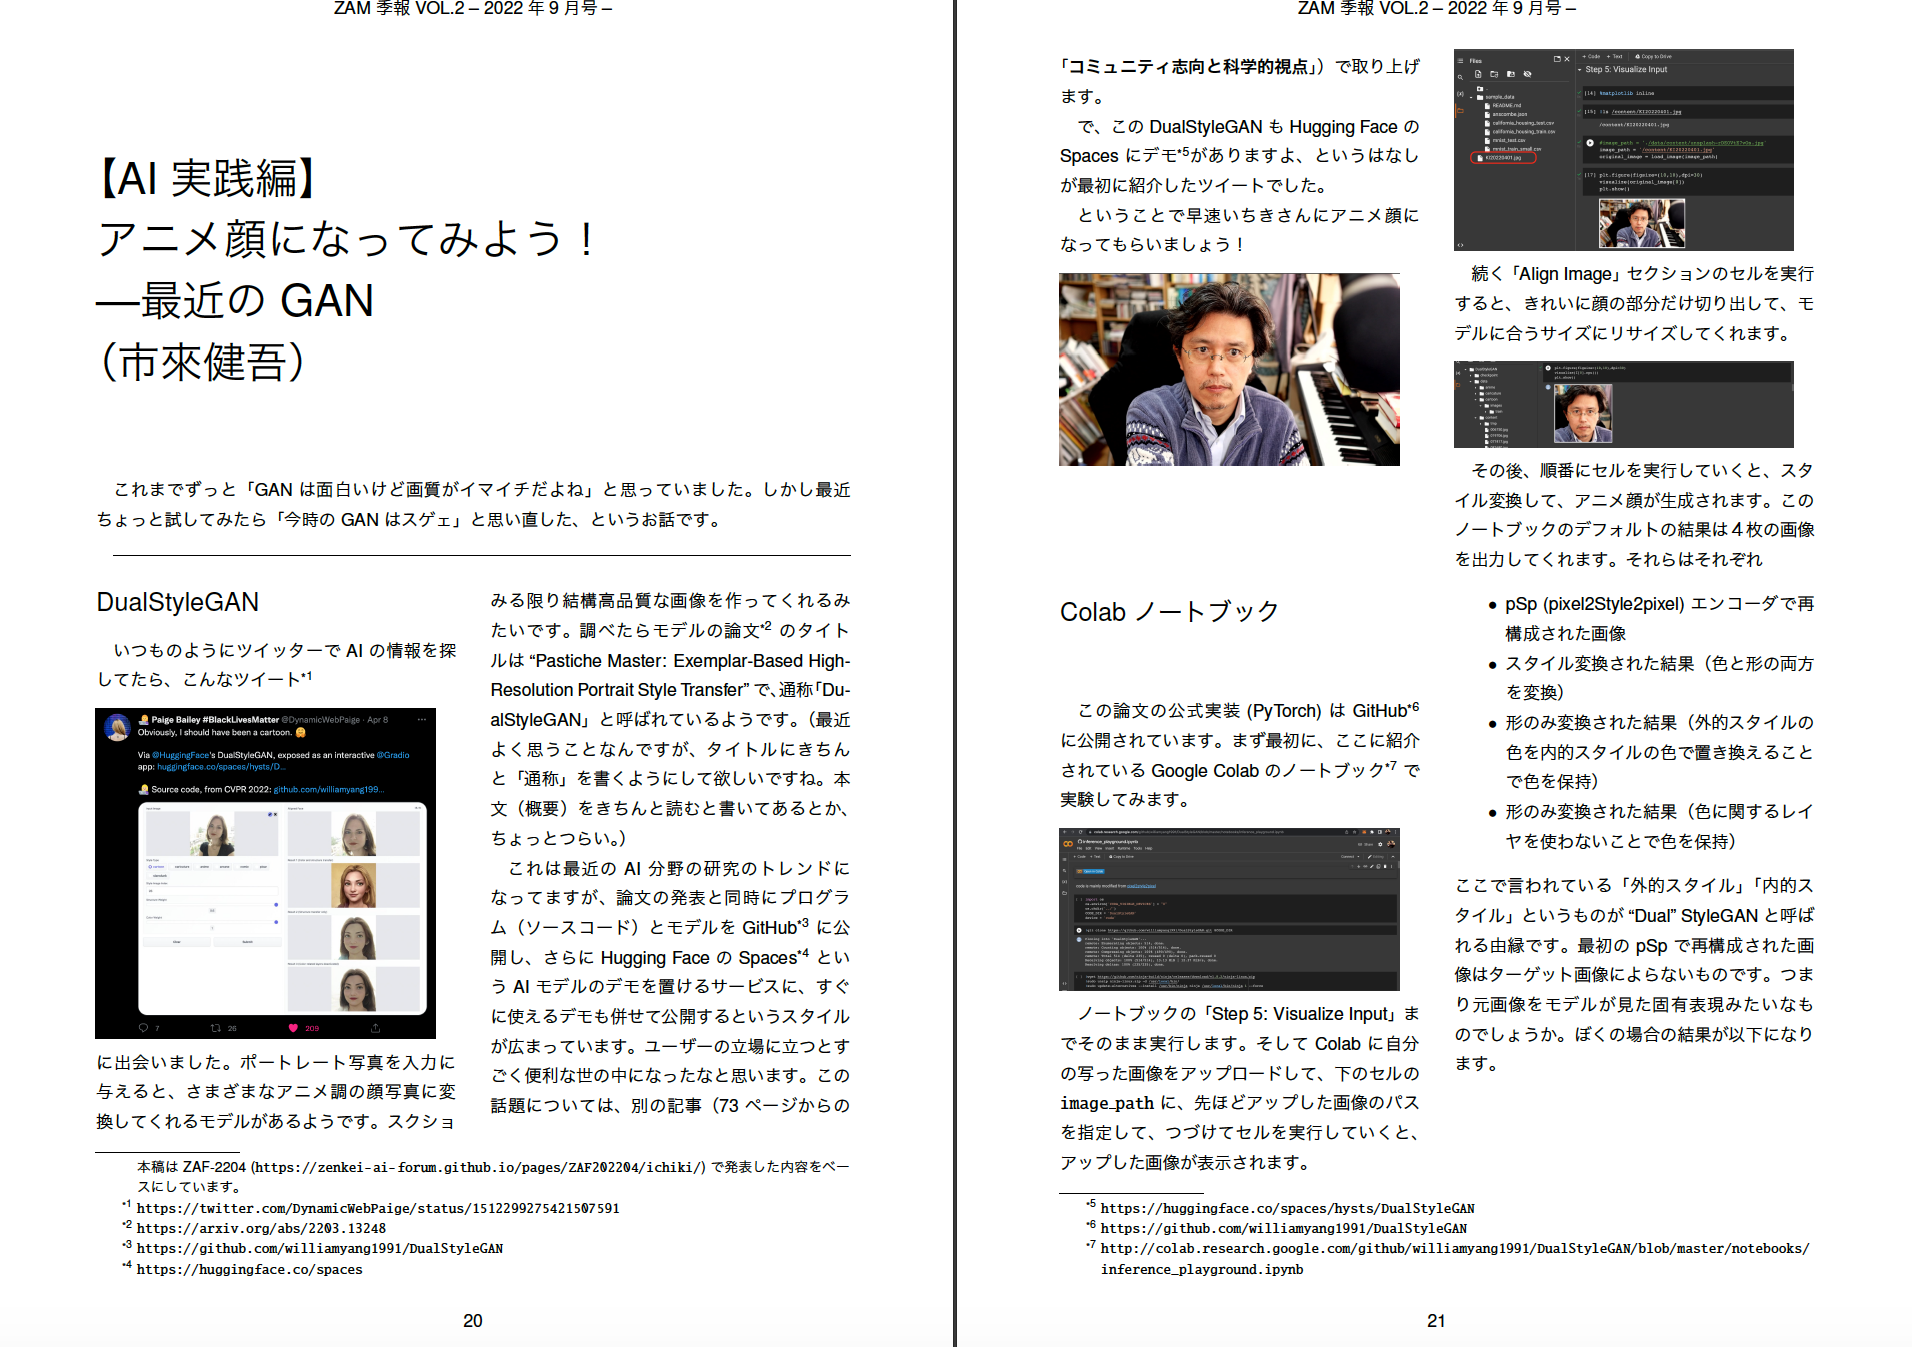 ZAM 季報 VOL.2 – 2022 年 9 月号 –
【AI 実践編】
アニメ顔になってみよう！
—最近の GAN
（市來健吾）
これまでずっと「GAN は面白いけど画質がイマイチだよね」と思っていました。しかし最近
ちょっと試してみたら「今時の GAN はスゲェ」と思い直した、というお話です。
DualStyleGAN
いつものようにツイッターで AI の情報を探
してたら、こんなツイート*1
Paige Bailey #BlackLivesMatter @DynamicWebPaige · Apr 8
Obviously, I should have been a cartoon.
Via @HuggingFace's DualStyleGAN, exposed as an interactive @Gradio
app: huggingface.co/spaces/hysts/D...
Source code, from CVPR 2022: github.com/williamyang199...
7 26 209
に出会いました。ポートレート写真を入力に
与えると、さまざまなアニメ調の顔写真に変
換してくれるモデルがあるようです。スクショ
みる限り結構高品質な画像を作ってくれるみ
たいです。調べたらモデルの論文*2 のタイト
ルは “Pastiche Master: Exemplar-Based High-
Resolution Portrait Style Transfer” で、通称「Du-
alStyleGAN」と呼ばれているようです。（最近
よく思うことなんですが、タイトルにきちん
と「通称」を書くようにして欲しいですね。本
文（概要）をきちんと読むと書いてあるとか、
ちょっとつらい。）
これは最近の AI 分野の研究のトレンドに
なってますが、論文の発表と同時にプログラ
ム（ソースコード）とモデルを GitHub*3 に公
開し、さらに Hugging Face の Spaces*4 とい
う AI モデルのデモを置けるサービスに、すぐ
に使えるデモも併せて公開するというスタイル
が広まっています。ユーザーの立場に立つとす
ごく便利な世の中になったなと思います。この
話題については、別の記事（73 ページからの
本稿は ZAF-2204 (https://zenkei-ai-forum.github.io/pages/ZAF202204/ichiki/) で発表した内容をベー
スにしています。
*1 https://twitter.com/DynamicWebPaige/status/1512299275421507591
*2 https://arxiv.org/abs/2203.13248
*3 https://github.com/williamyang1991/DualStyleGAN
*4 https://huggingface.co/spaces
20
ZAM 季報 VOL.2 – 2022 年 9 月号 –
「コミュニティ志向と科学的視点」）で取り上げ
ます。
で、この DualStyleGAN も Hugging Face の
Spaces にデモ*5がありますよ、というはなし
が最初に紹介したツイートでした。
ということで早速いちきさんにアニメ顔に
なってもらいましょう！
Colab ノートブック
この論文の公式実装 (PyTorch) は GitHub*6
に公開されています。まず最初に、ここに紹介
されている Google Colab のノートブック*7 で
実験してみます。
ノートブックの「Step 5: Visualize Input」ま
でそのまま実行します。そして Colab に自分
の写った画像をアップロードして、下のセルの
image_path に、先ほどアップした画像のパス
を指定して、つづけてセルを実行していくと、
アップした画像が表示されます。
Files
+ Code + Text Copy to Drive
Step 5: Visualize Input
sample_data
README.md
anscombe.json
california_housing_test.csv
california_housing_train.csv
mnist_test.csv
mnist_train_small.csv
KI20220401.jpg
[14] %matplotlib inline
[15] !ls /content/KI20220401.jpg
/content/KI20220401.jpg
image_path = '/content/KI20220401.jpg'
original_image = load_image(image_path)
[17] plt.figure(figsize=(10,10),dpi=30)
visualize(original_image[0])
plt.show()
続く「Align Image」セクションのセルを実行
すると、きれいに顔の部分だけ切り出して、モ
デルに合うサイズにリサイズしてくれます。
その後、順番にセルを実行していくと、スタ
イル変換して、アニメ顔が生成されます。この
ノートブックのデフォルトの結果は 4 枚の画像
を出力してくれます。それらはそれぞれ
● pSp (pixel2Style2pixel) エンコーダで再
構成された画像
● スタイル変換された結果（色と形の両方
を変換）
● 形のみ変換された結果（外的スタイルの
色を内的スタイルの色で置き換えること
で色を保持）
● 形のみ変換された結果（色に関するレイ
ヤを使わないことで色を保持）
ここで言われている「外的スタイル」「内的ス
タイル」というものが “Dual” StyleGAN と呼ば
れる由縁です。最初の pSp で再構成された画
像はターゲット画像によらないものです。つま
り元画像をモデルが見た固有表現みたいなも
のでしょうか。ぼくの場合の結果が以下になり
ます。
*5 https://huggingface.co/spaces/hysts/DualStyleGAN
*6 https://github.com/williamyang1991/DualStyleGAN
*7 http://colab.research.google.com/github/williamyang1991/DualStyleGAN/blob/master/notebooks/
inference_playground.ipynb
21